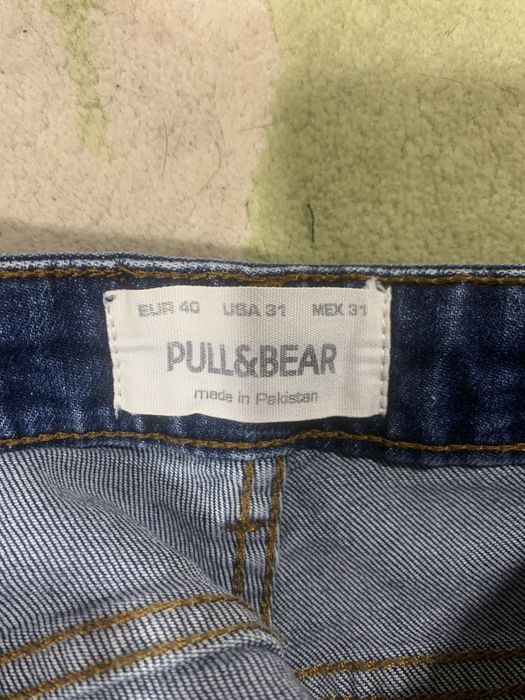 EUR 40 USA 31 MEX 31
PULL&BEAR
made in Pakistan